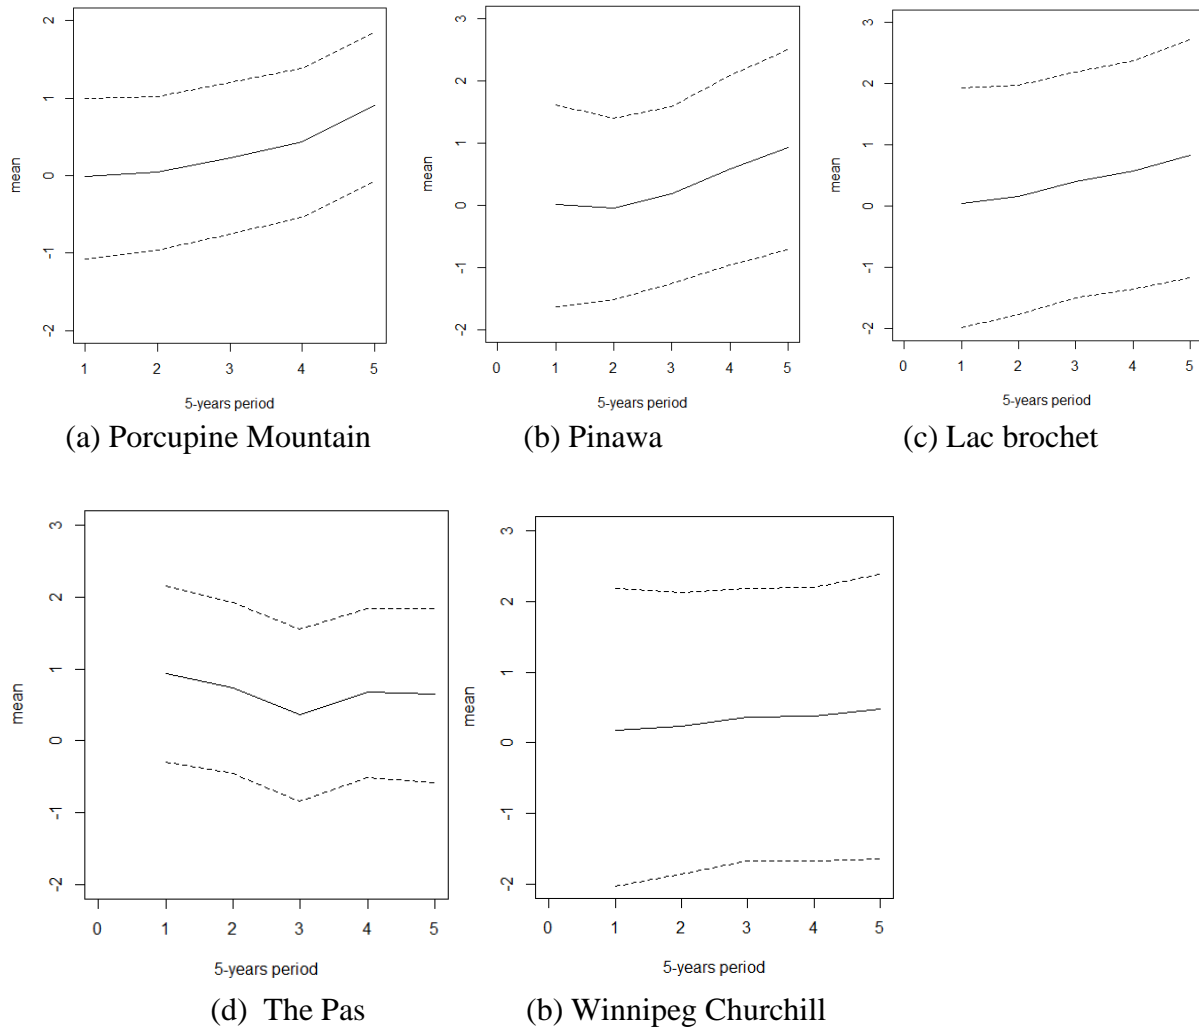 2
1
0
-1
-2
mean
1 2 3 4 5
5-years period
(a) Porcupine Mountain
3
2
1
0
-1
-2
mean
0 1 2 3 4 5
5-years period
(b) Pinawa
3
2
1
0
-1
-2
mean
0 1 2 3 4 5
5-years period
(c) Lac brochet
3
2
1
0
-1
-2
mean
0 1 2 3 4 5
5-years period
(d) The Pas
3
2
1
0
-1
-2
mean
0 1 2 3 4 5
5-years period
(b) Winnipeg Churchill